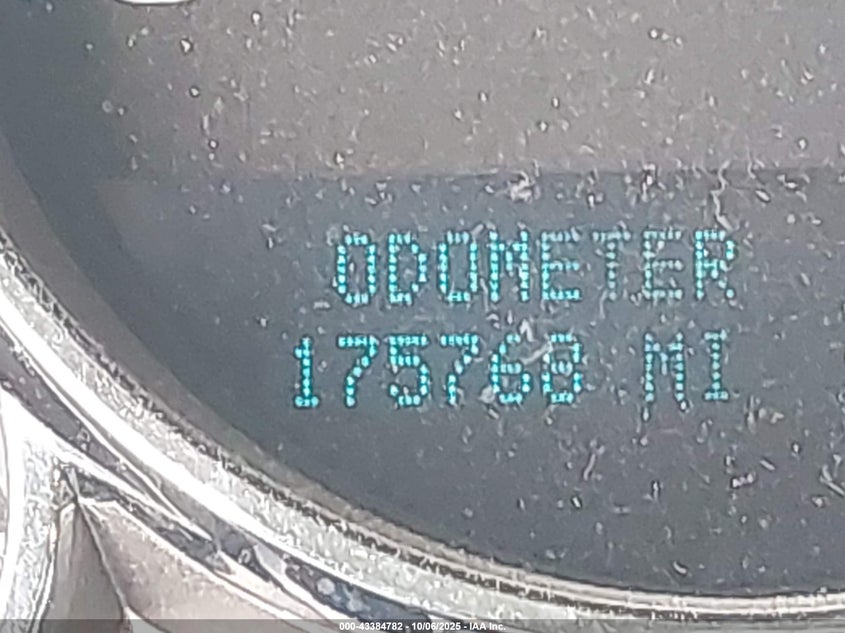 ODOMETER
175768 MI
000-43384782 - 10/06/2025 - IAA Inc.